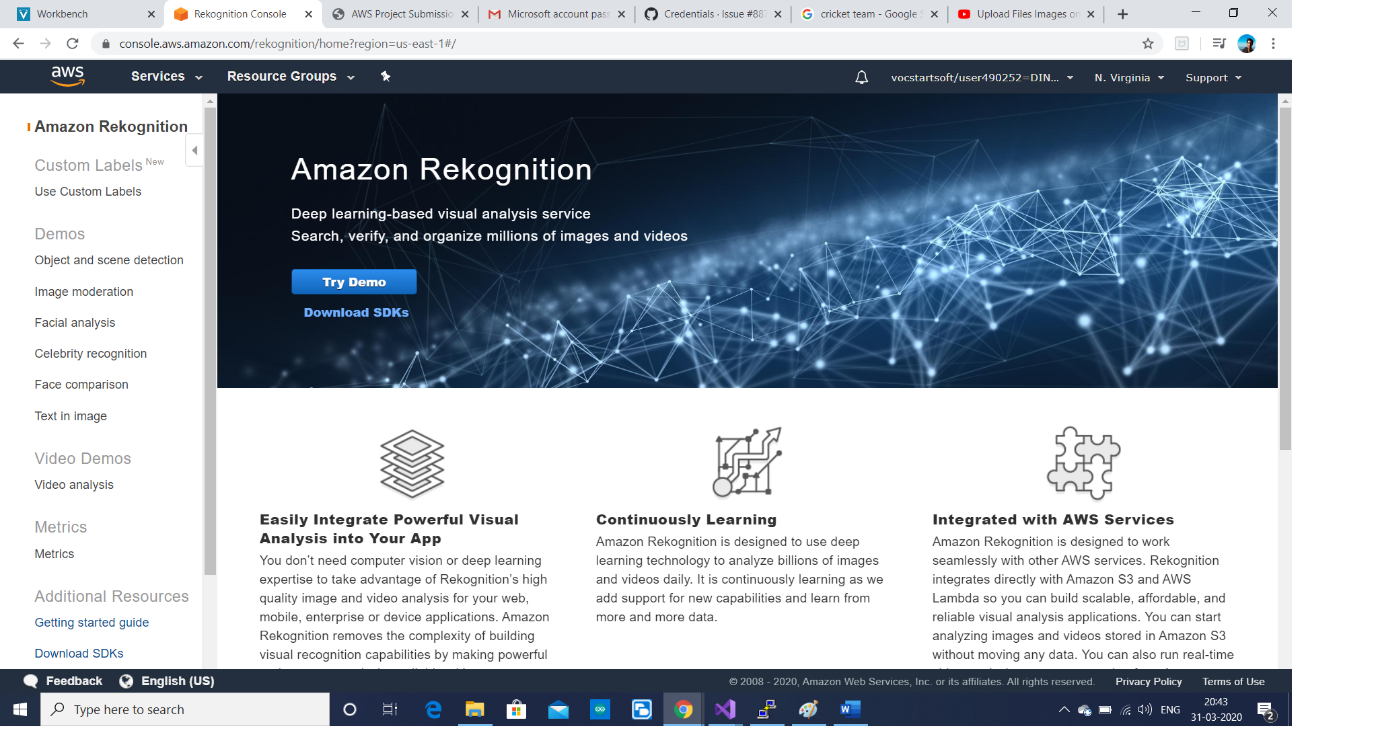 Workbench
Rekognition Console
AWS Project Submissio
Microsoft account pass
Credentials · Issue #887
cricket team - Google S
Upload Files Images on
console.aws.amazon.com/rekognition/home?region=us-east-1#/
aws
Services
Resource Groups
vocstartsoft/user490252=DIN...
N. Virginia
Support
Amazon Rekognition
Custom Labels New
Use Custom Labels
Demos
Object and scene detection
Image moderation
Facial analysis
Celebrity recognition
Face comparison
Text in image
Video Demos
Video analysis
Metrics
Metrics
Additional Resources
Getting started guide
Download SDKs
Amazon Rekognition
Deep learning-based visual analysis service
Search, verify, and organize millions of images and videos
Try Demo
Download SDKs
Easily Integrate Powerful Visual
Analysis into Your App
You don’t need computer vision or deep learning
expertise to take advantage of Rekognition’s high
quality image and video analysis for your web,
mobile, enterprise or device applications. Amazon
Rekognition removes the complexity of building
visual recognition capabilities by making powerful
Continuously Learning
Amazon Rekognition is designed to use deep
learning technology to analyze billions of images
and videos daily. It is continuously learning as we
add support for new capabilities and learn from
more and more data.
Integrated with AWS Services
Amazon Rekognition is designed to work
seamlessly with other AWS services. Rekognition
integrates directly with Amazon S3 and AWS
Lambda so you can build scalable, affordable, and
reliable visual analysis applications. You can start
analyzing images and videos stored in Amazon S3
without moving any data. You can also run real-time
Feedback
English (US)
© 2008 - 2020, Amazon Web Services, Inc. or its affiliates. All rights reserved.
Privacy Policy
Terms of Use
Type here to search
ENG
20:43
31-03-2020
2